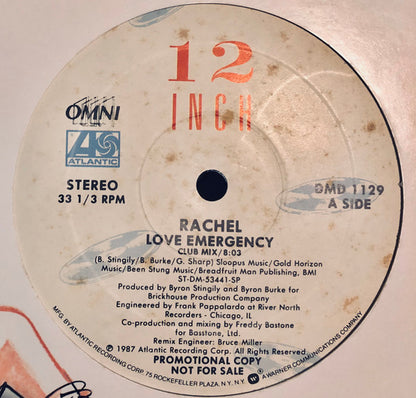 12
INCH
OMNI
ATLANTIC
STEREO
33 1/3 RPM
DMD 1129
A SIDE
RACHEL
LOVE EMERGENCY
CLUB MIX/8:03
(B. Stingily/B. Burke/G. Sharp) Sloopus Music/Gold Horizon
Music/Been Stung Music/Breadfruit Man Publishing, BMI
ST-DM-53441-SP
Produced by Byron Stingily and Byron Burke for
Brickhouse Production Company
Engineered by Frank Pappalardo at River North
Recorders - Chicago, IL
Co-production and mixing by Freddy Bastone
for Basstone, Ltd.
Remix Engineer: Bruce Miller
℗ 1987 Atlantic Recording Corp. All Rights Reserved.
PROMOTIONAL COPY
NOT FOR SALE
MFG. BY ATLANTIC RECORDING CORP., 75 ROCKEFELLER PLAZA, N.Y., N.Y. A WARNER COMMUNICATIONS COMPANY